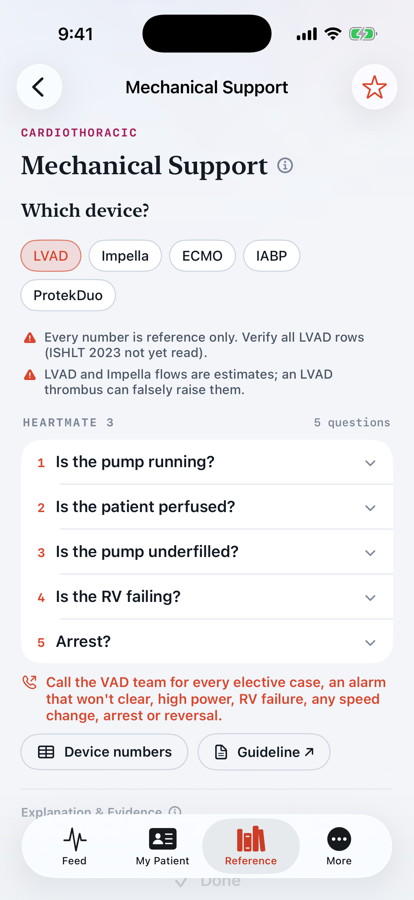 9:41
Mechanical Support
CARDIOTHORACIC
Mechanical Support
Which device?
LVAD
Impella
ECMO
IABP
ProtekDuo
Every number is reference only. Verify all LVAD rows
(ISHLT 2023 not yet read).
LVAD and Impella flows are estimates; an LVAD
thrombus can falsely raise them.
HEARTMATE 3
5 questions
1 Is the pump running?
2 Is the patient perfused?
3 Is the pump underfilled?
4 Is the RV failing?
5 Arrest?
Call the VAD team for every elective case, an alarm
that won't clear, high power, RV failure, any speed
change, arrest or reversal.
Device numbers
Guideline ↗
Explanation & Evidence
Feed
My Patient
Reference
More
Done